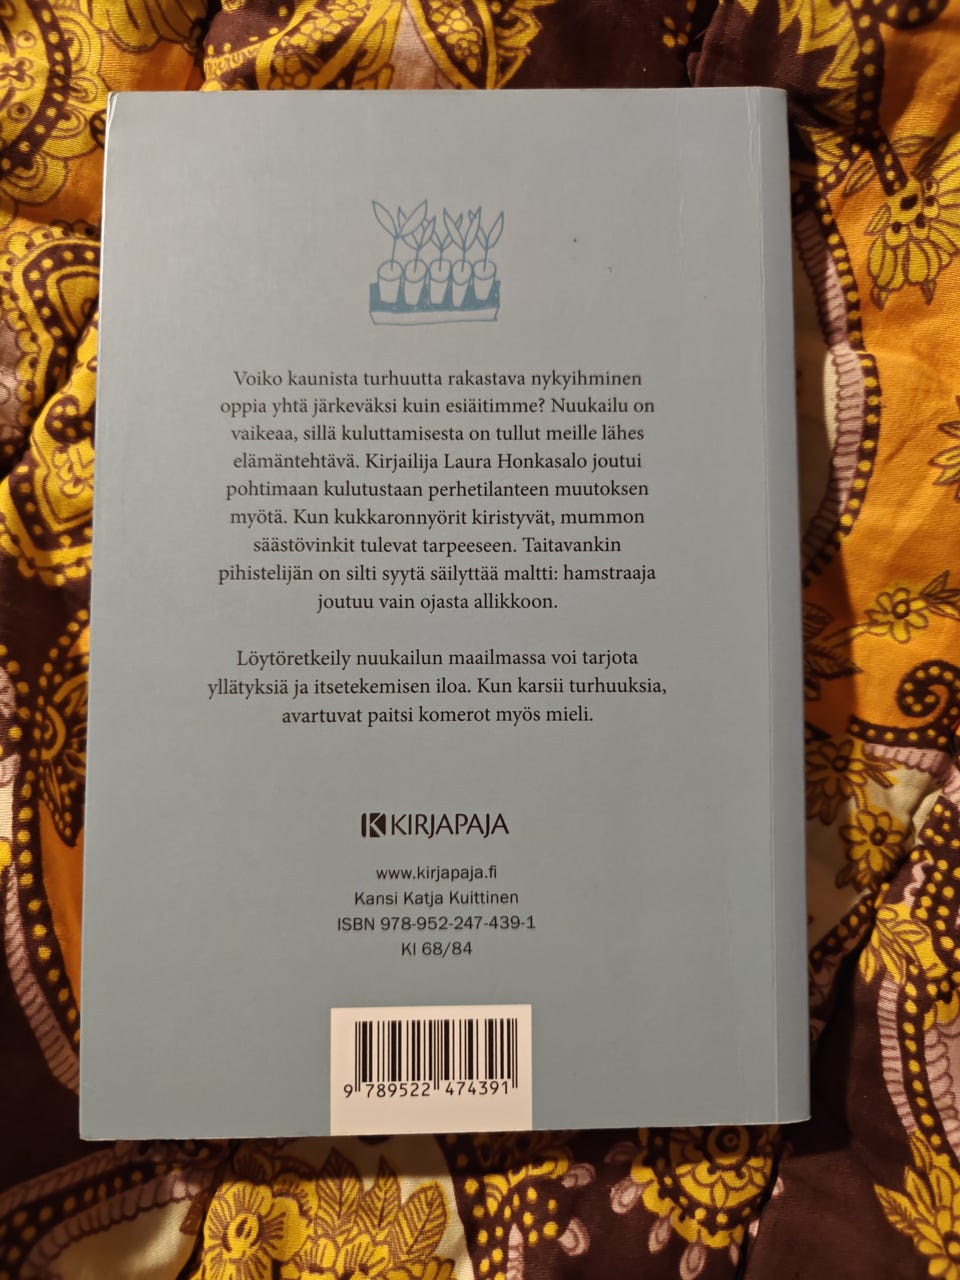 Voiko kaunista turhuutta rakastava nykyihminen
oppia yhtä järkeväksi kuin esiäitimme? Nuukailu on
vaikeaa, sillä kuluttamisesta on tullut meille lähes
elämäntehtävä. Kirjailija Laura Honkasalo joutui
pohtimaan kulutustaan perhetilanteen muutoksen
myötä. Kun kukkaronnyörit kiristyvät, mummon
säästövinkit tulevat tarpeeseen. Taitavankin
pihistelijän on silti syytä säilyttää maltti: hamstraaja
joutuu vain ojasta allikkoon.
Löytöretkeily nuukailun maailmassa voi tarjota
yllätyksiä ja itsetekemisen iloa. Kun karsii turhuuksia,
avartuvat paitsi komerot myös mieli.
KIRJAPAJA
www.kirjapaja.fi
Kansi Katja Kuittinen
ISBN 978-952-247-439-1
Kl 68/84
9 789522 474391